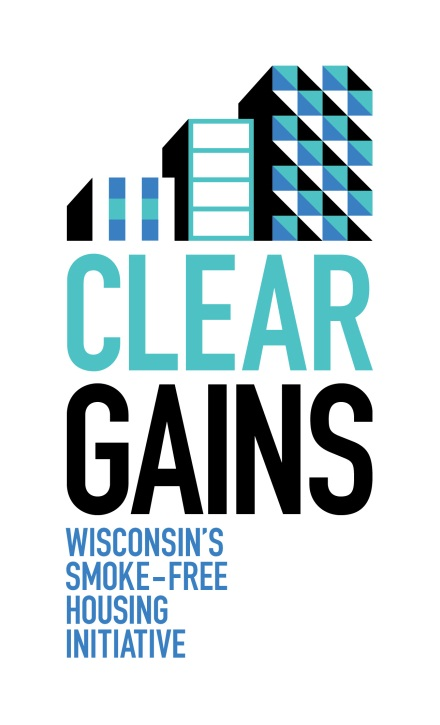 CLEAR
GAINS
WISCONSIN'S
SMOKE-FREE
HOUSING
INITIATIVE